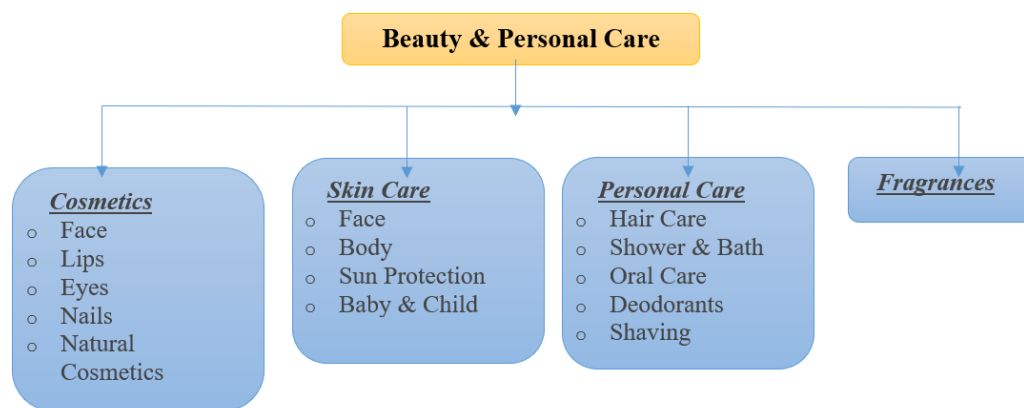 Beauty & Personal Care
Cosmetics
o Face
o Lips
o Eyes
o Nails
o Natural
Cosmetics
Skin Care
o Face
o Body
o Sun Protection
o Baby & Child
Personal Care
o Hair Care
o Shower & Bath
o Oral Care
o Deodorants
o Shaving
Fragrances